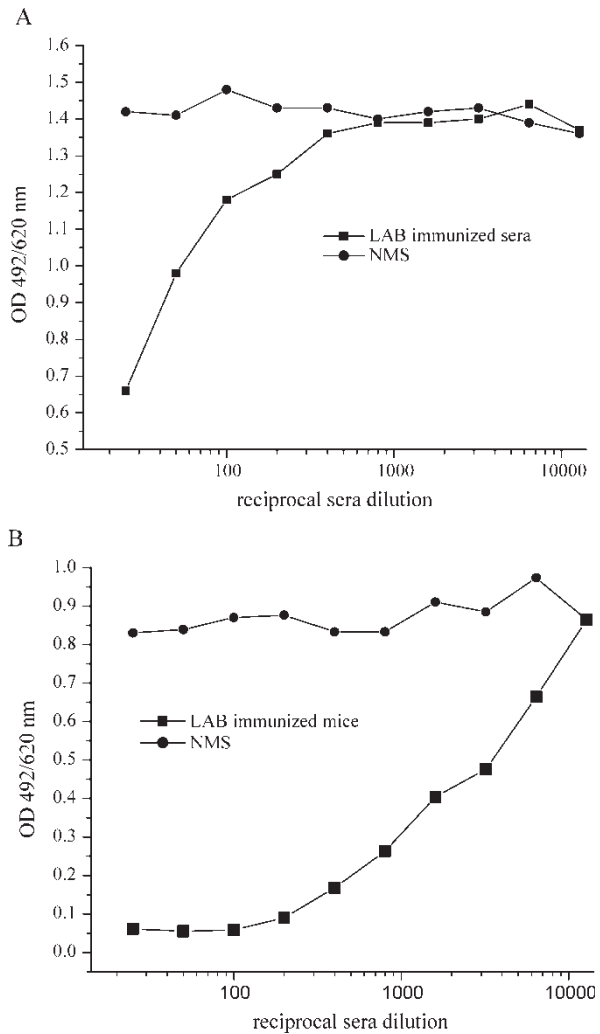 A
1.6
1.5
1.4
1.3
1.2
1.1
1.0
0.9
0.8
0.7
0.6
0.5
OD 492/620 nm
LAB immunized sera
NMS
100
1000
10000
reciprocal sera dilution
B
1.0
0.9
0.8
0.7
0.6
0.5
0.4
0.3
0.2
0.1
0.0
OD 492/620 nm
LAB immunized mice
NMS
100
1000
10000
reciprocal sera dilution